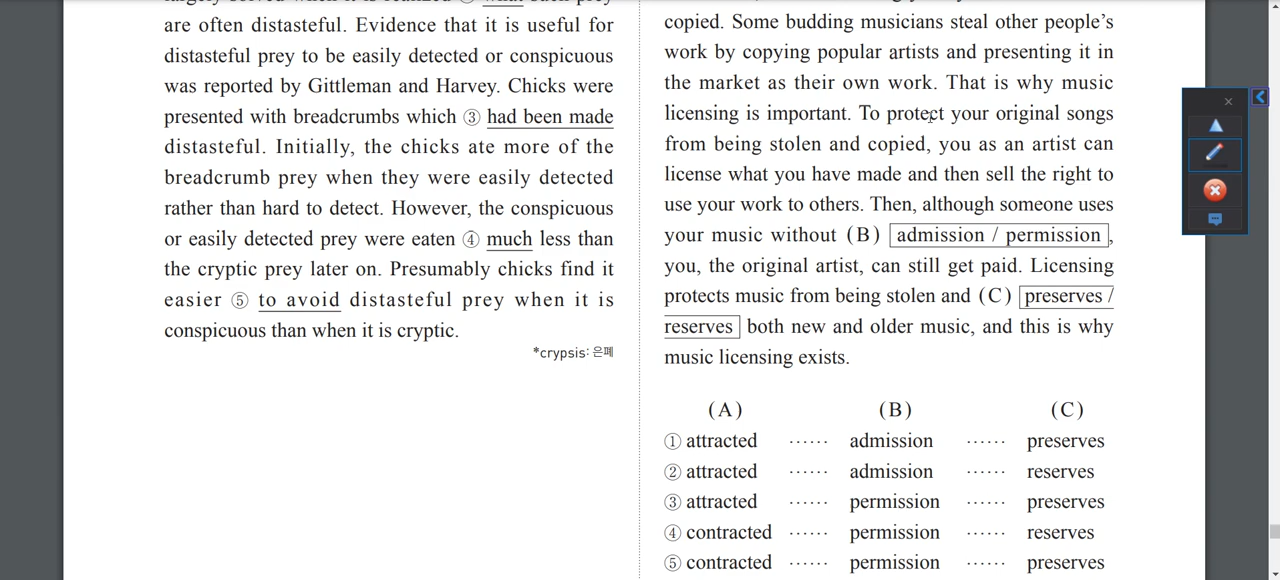 are often distasteful. Evidence that it is useful for
distasteful prey to be easily detected or conspicuous
was reported by Gittleman and Harvey. Chicks were
presented with breadcrumbs which ③ had been made
distasteful. Initially, the chicks ate more of the
breadcrumb prey when they were easily detected
rather than hard to detect. However, the conspicuous
or easily detected prey were eaten ④ much less than
the cryptic prey later on. Presumably chicks find it
easier ⑤ to avoid distasteful prey when it is
conspicuous than when it is cryptic.
*crypsis: 은폐
copied. Some budding musicians steal other people's
work by copying popular artists and presenting it in
the market as their own work. That is why music
licensing is important. To protect your original songs
from being stolen and copied, you as an artist can
license what you have made and then sell the right to
use your work to others. Then, although someone uses
your music without (B) admission / permission,
you, the original artist, can still get paid. Licensing
protects music from being stolen and (C) preserves /
reserves both new and older music, and this is why
music licensing exists.
(A) (B) (C)
① attracted ...... admission ...... preserves
② attracted ...... admission ...... reserves
③ attracted ...... permission ...... preserves
④ contracted ...... permission ...... reserves
⑤ contracted ...... permission ...... preserves